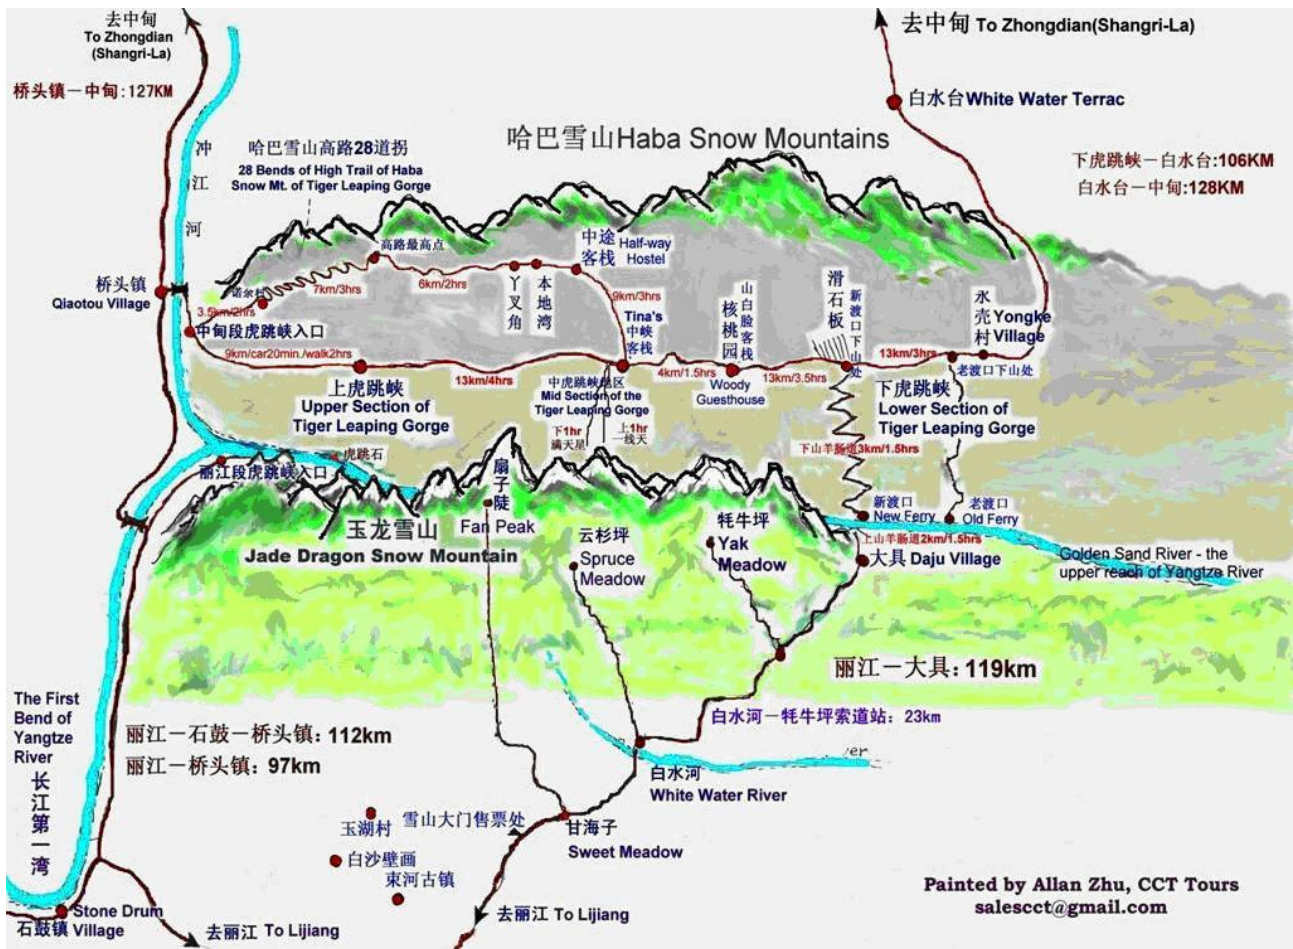 去中甸
To Zhongdian
(Shangri-La)
去中甸 To Zhongdian(Shangri-La)
桥头镇－中甸:127KM
白水台White Water Terrac
哈巴雪山Haba Snow Mountains
冲江河
哈巴雪山高路28道拐
28 Bends of High Trail of Haba
Snow Mt. of Tiger Leaping Gorge
下虎跳峡－白水台:106KM
白水台－中甸:128KM
高路最高点
中途
客栈
Half-way
Hostel
桥头镇
Qiaotou Village
诺余村
7km/3hrs
6km/2hrs
丫叉角
本地湾
9km/3hrs
3.5km/2hrs
中甸段虎跳峡入口
Tina's
中峡
客栈
核桃园
山白脸客栈
滑石板
新渡口下山处
永壳村
Yongke
Village
9km/car20min./walk2hrs
13km/4hrs
4km/1.5hrs
13km/3.5hrs
13km/3hrs
老渡口下山处
上虎跳峡
Upper Section of
Tiger Leaping Gorge
中虎跳峡地区
Mid Section of the
Tiger Leaping Gorge
Woody
Guesthouse
下虎跳峡
Lower Section of
Tiger Leaping Gorge
下1hr
满天星
上1hr
一线天
下山羊肠道3km/1.5hrs
虎跳石
丽江段虎跳峡入口
扇子陡
Fan Peak
玉龙雪山
Jade Dragon Snow Mountain
云杉坪
Spruce
Meadow
牦牛坪
Yak
Meadow
新渡口
New Ferry
老渡口
Old Ferry
上山羊肠道2km/1.5hrs
大具 Daju Village
Golden Sand River - the
upper reach of Yangtze River
丽江－大具：119km
The First
Bend of
Yangtze
River
长江第一湾
丽江－石鼓－桥头镇：112km
丽江－桥头镇：97km
白水河－牦牛坪索道站：23km
ver
白水河
White Water River
玉湖村
雪山大门售票处
甘海子
Sweet Meadow
白沙壁画
束河古镇
Stone Drum
石鼓镇 Village
去丽江 To Lijiang
去丽江 To Lijiang
Painted by Allan Zhu, CCT Tours
salescct@gmail.com